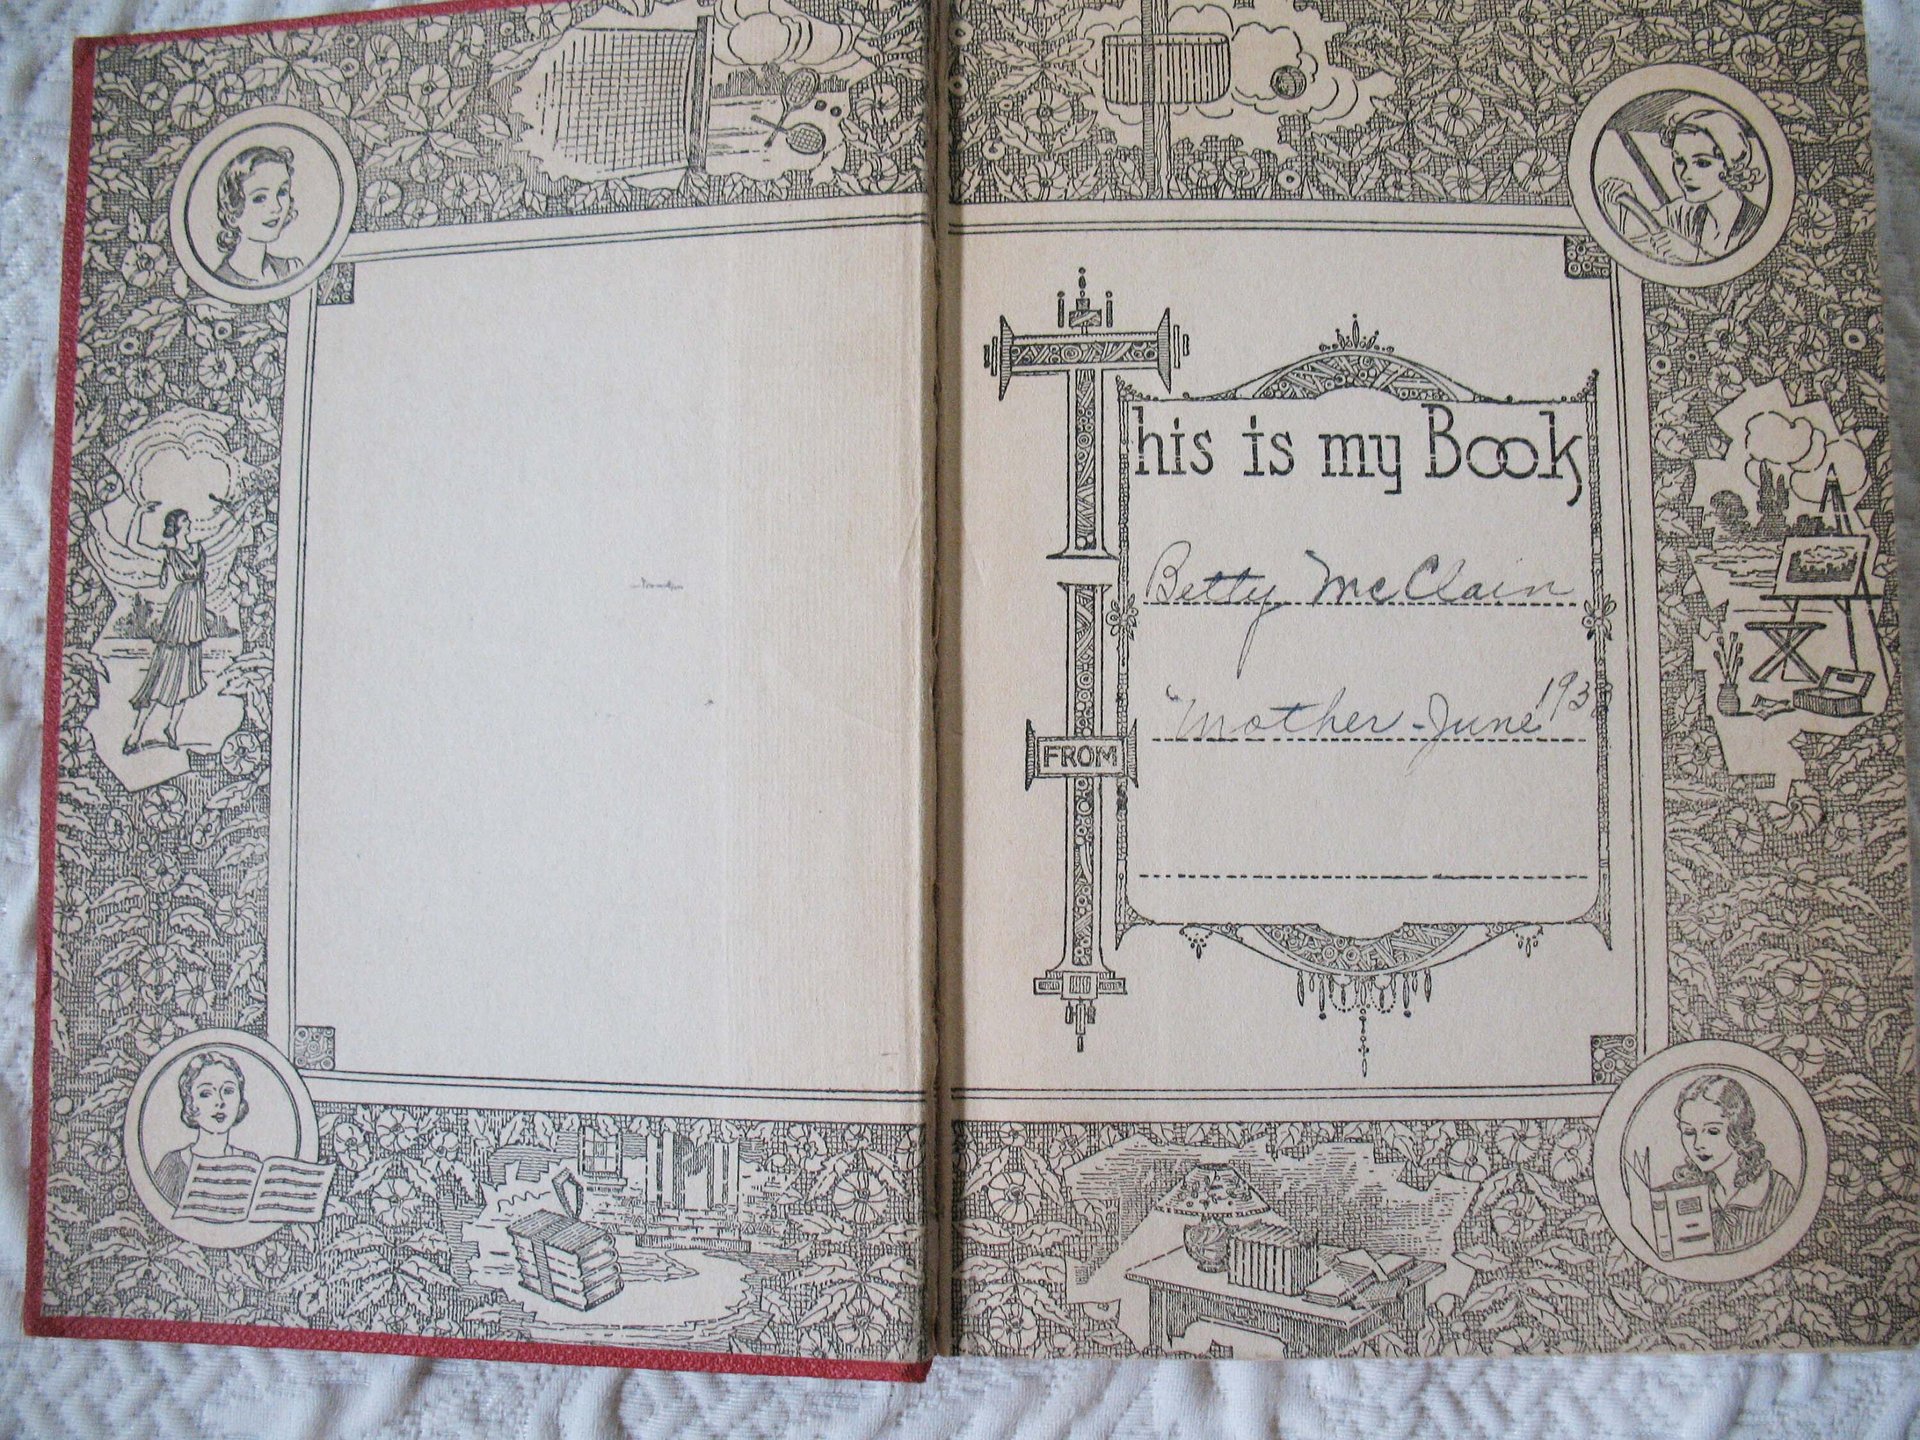 This is my Book
Betty McClain
FROM
"Mother - June